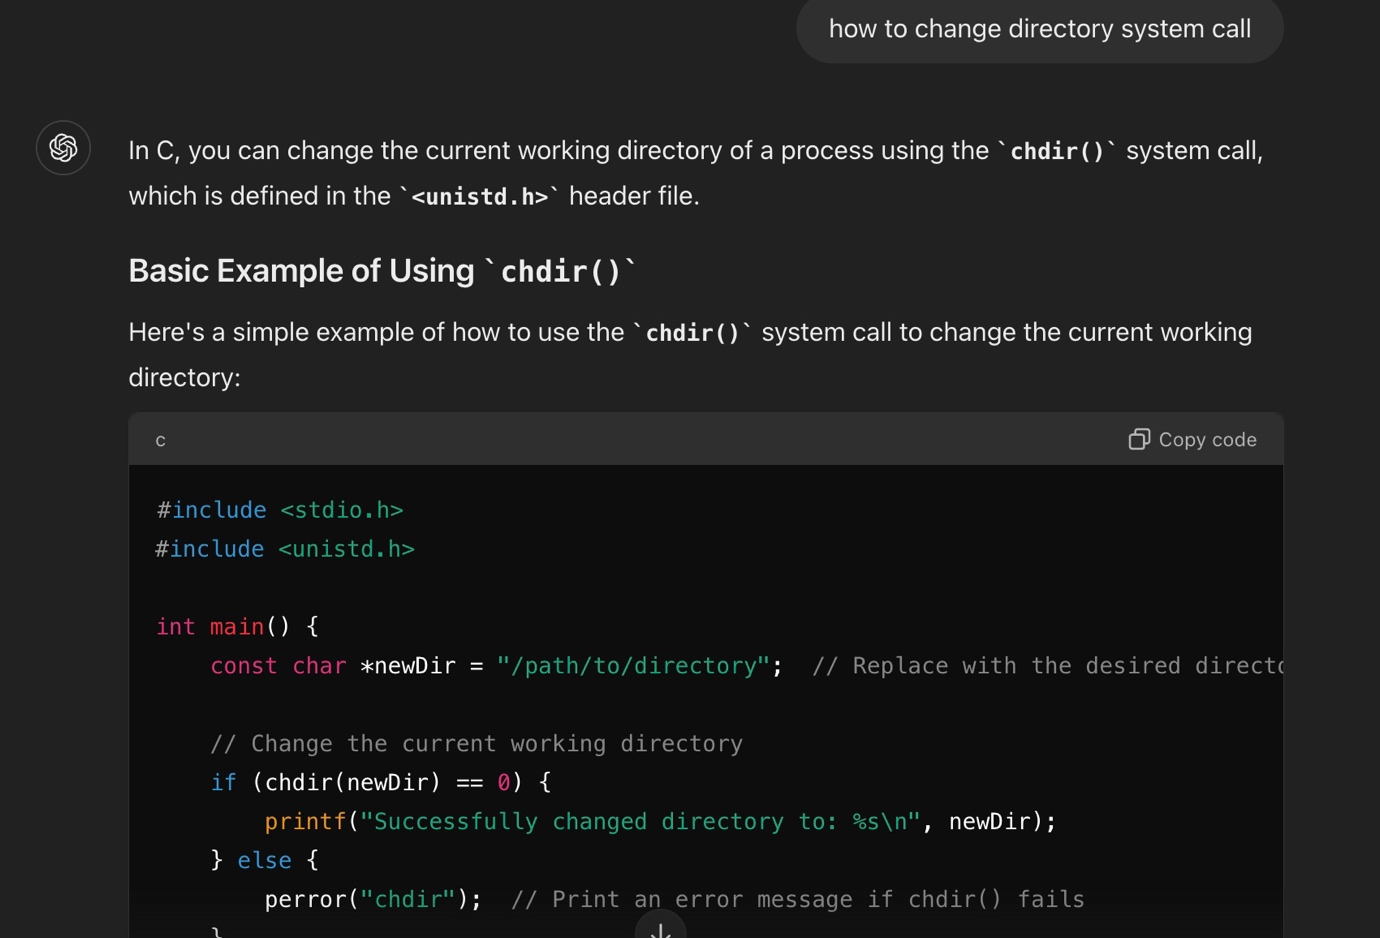 how to change directory system call
In C, you can change the current working directory of a process using the `chdir()` system call,
which is defined in the `<unistd.h>` header file.
Basic Example of Using `chdir()`
Here's a simple example of how to use the `chdir()` system call to change the current working
directory:
c
Copy code
#include <stdio.h>
#include <unistd.h>
int main() {
    const char *newDir = "/path/to/directory";  // Replace with the desired directo
    // Change the current working directory
    if (chdir(newDir) == 0) {
        printf("Successfully changed directory to: %s\n", newDir);
    } else {
        perror("chdir");  // Print an error message if chdir() fails
    }